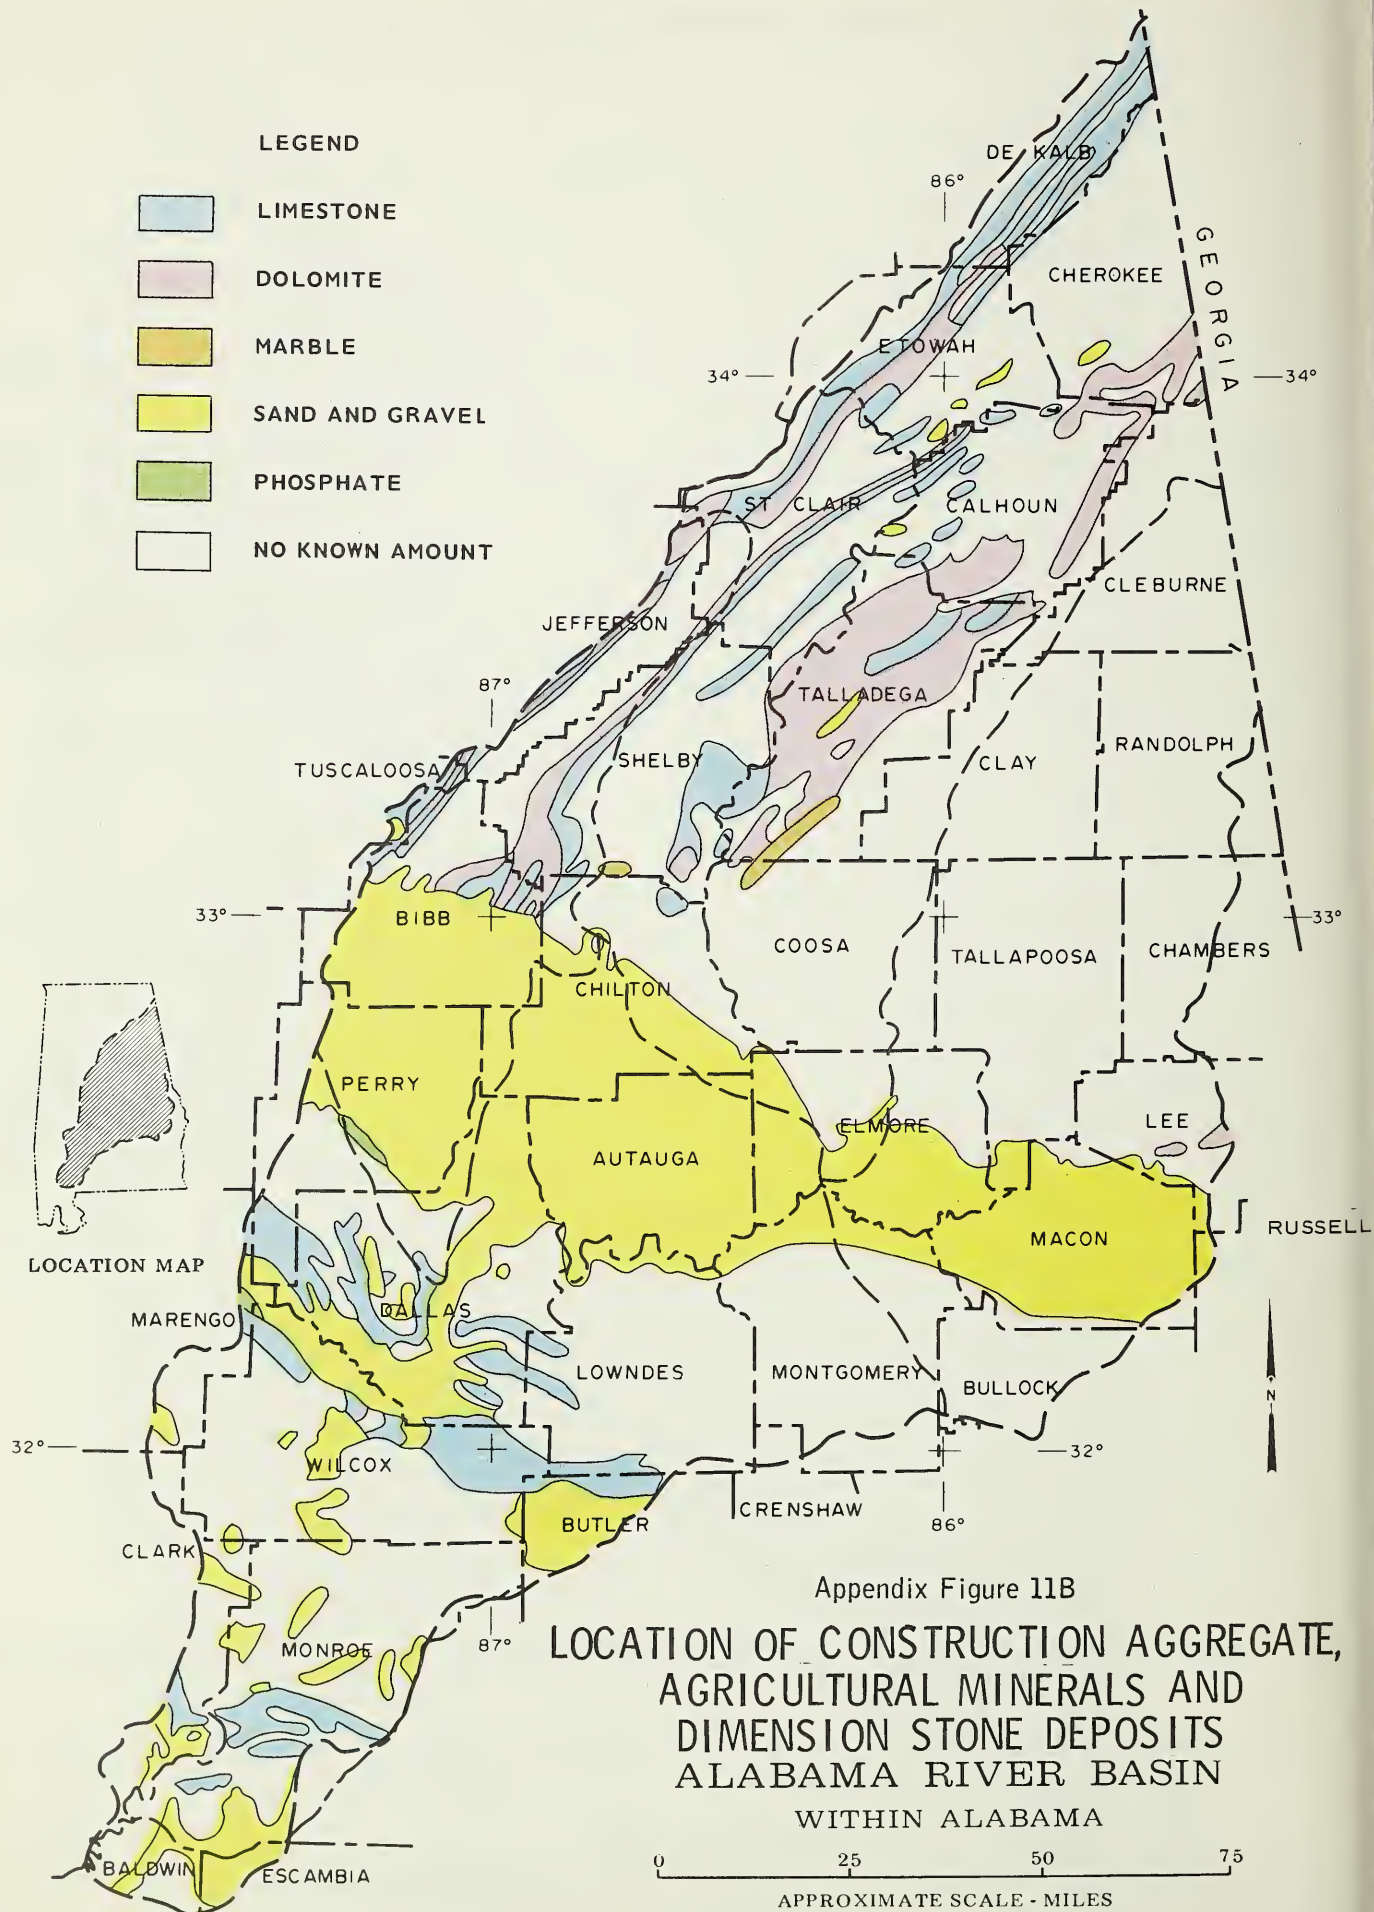 LEGEND
LIMESTONE
DOLOMITE
MARBLE
SAND AND GRAVEL
PHOSPHATE
NO KNOWN AMOUNT
DE KALB
86°
GEORGIA
CHEROKEE
ETOWAH
34°
34°
ST CLAIR
CALHOUN
CLEBURNE
JEFFERSON
87°
TALLADEGA
TUSCALOOSA
SHELBY
CLAY
RANDOLPH
33°
BIBB
33°
COOSA
TALLAPOOSA
CHAMBERS
CHILTON
PERRY
ELMORE
LEE
AUTAUGA
MACON
RUSSELL
LOCATION MAP
MARENGO
DALLAS
LOWNDES
MONTGOMERY
BULLOCK
N
32°
32°
WILCOX
CRENSHAW
BUTLER
86°
CLARK
MONROE
87°
BALDWIN
ESCAMBIA
Appendix Figure 11B
LOCATION OF CONSTRUCTION AGGREGATE,
AGRICULTURAL MINERALS AND
DIMENSION STONE DEPOSITS
ALABAMA RIVER BASIN
WITHIN ALABAMA
0 25 50 75
APPROXIMATE SCALE - MILES